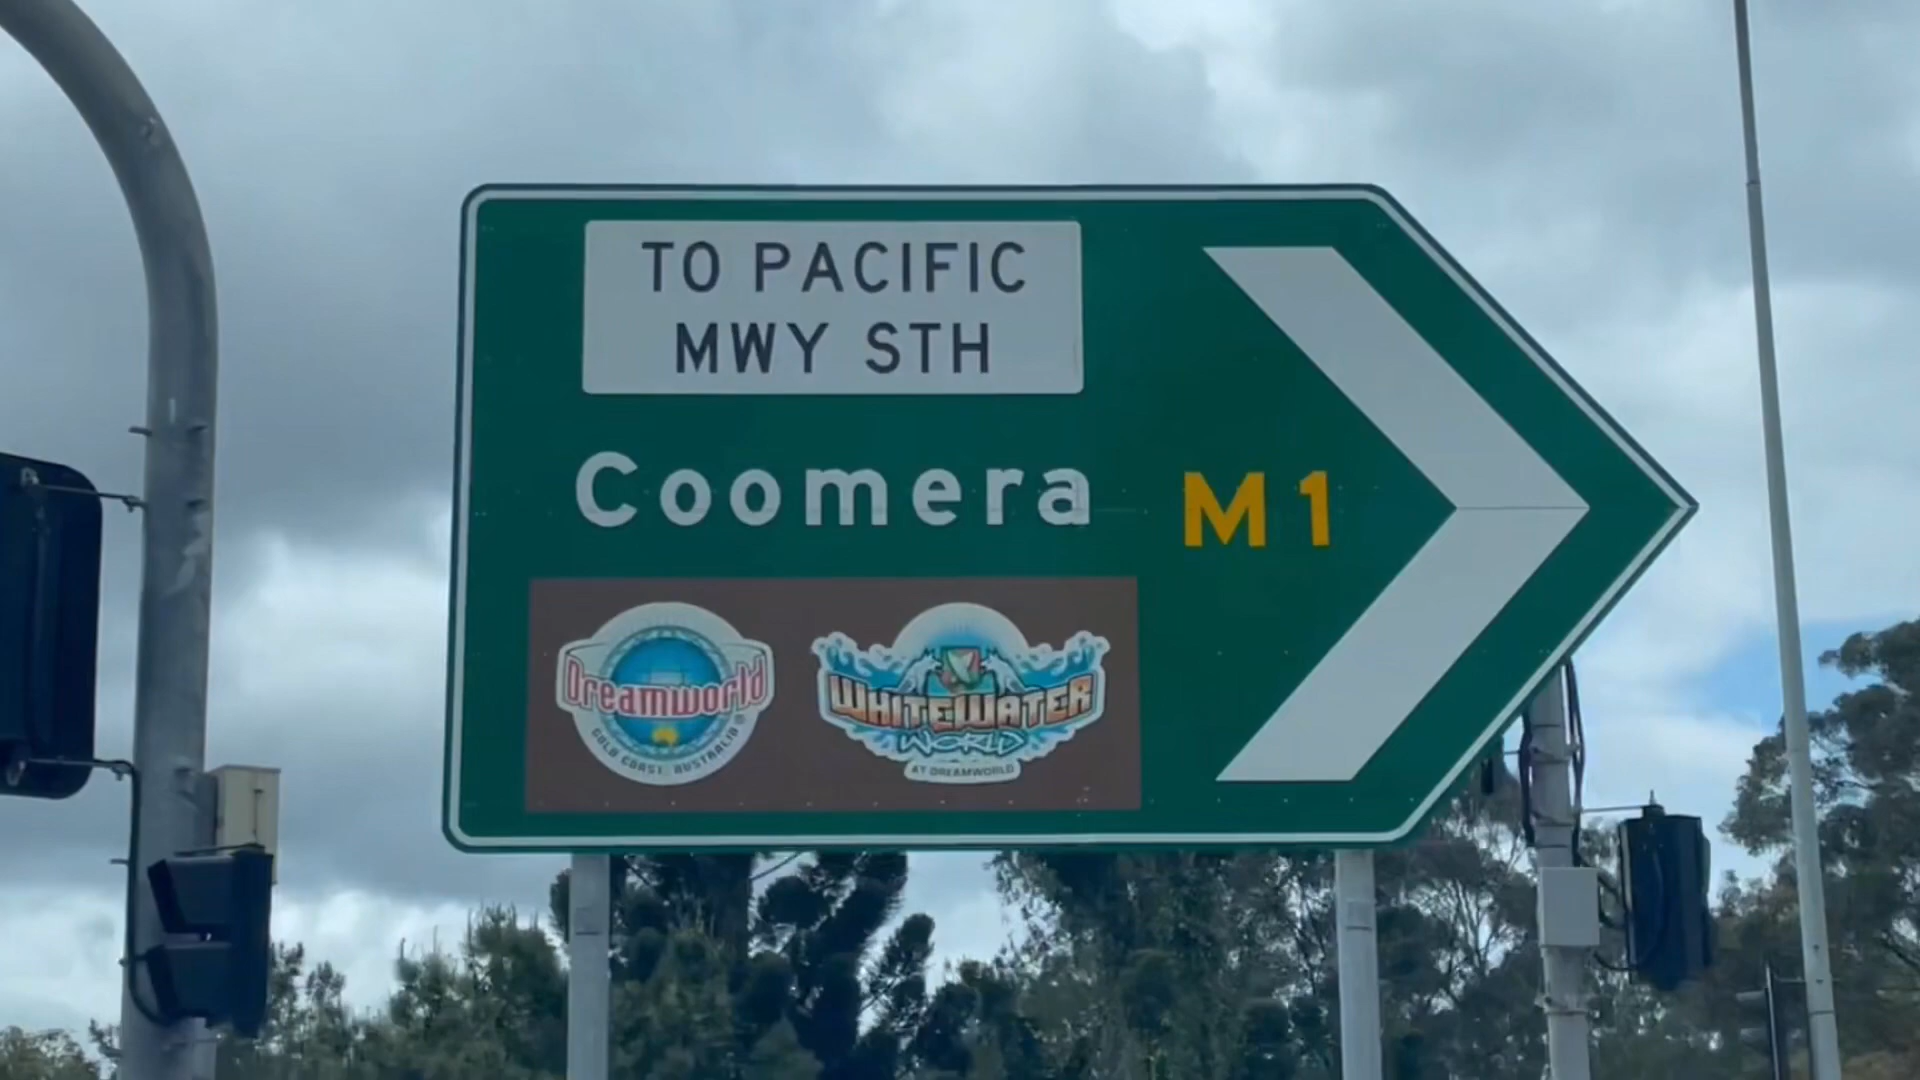 TO PACIFIC
MWY STH
Coomera
M1
Dreamworld
GOLD COAST, AUSTRALIA
WHITEWATER
WORLD
AT DREAMWORLD